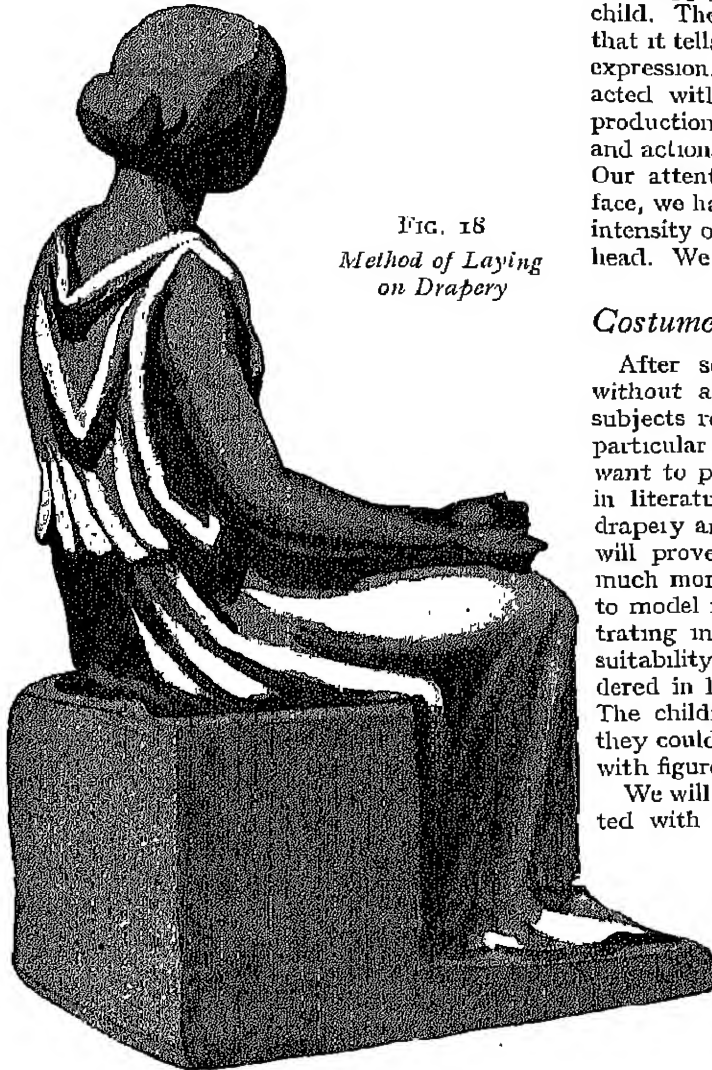 FIG. 18
Method of Laying
on Drapery
child. The
that it tells
expression.
acted with
production
and action.
Our attent
face, we ha
intensity o
head. We
Costume
After so
without a
subjects re
particular
want to p
in literatu
drapery an
will prove
much mor
to model i
trating in
suitability
dered in l
The childr
they could
with figure
We will
ted with